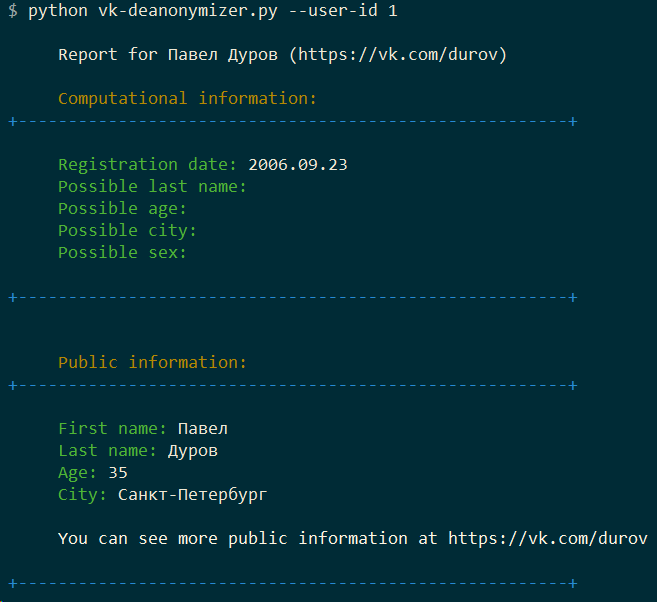 $ python vk-deanonymizer.py --user-id 1
Report for Павел Дуров (https://vk.com/durov)
Computational information:
+-------------------------------------------------------+
Registration date: 2006.09.23
Possible last name:
Possible age:
Possible city:
Possible sex:
+-------------------------------------------------------+
Public information:
+-------------------------------------------------------+
First name: Павел
Last name: Дуров
Age: 35
City: Санкт-Петербург
You can see more public information at https://vk.com/durov
+-------------------------------------------------------+